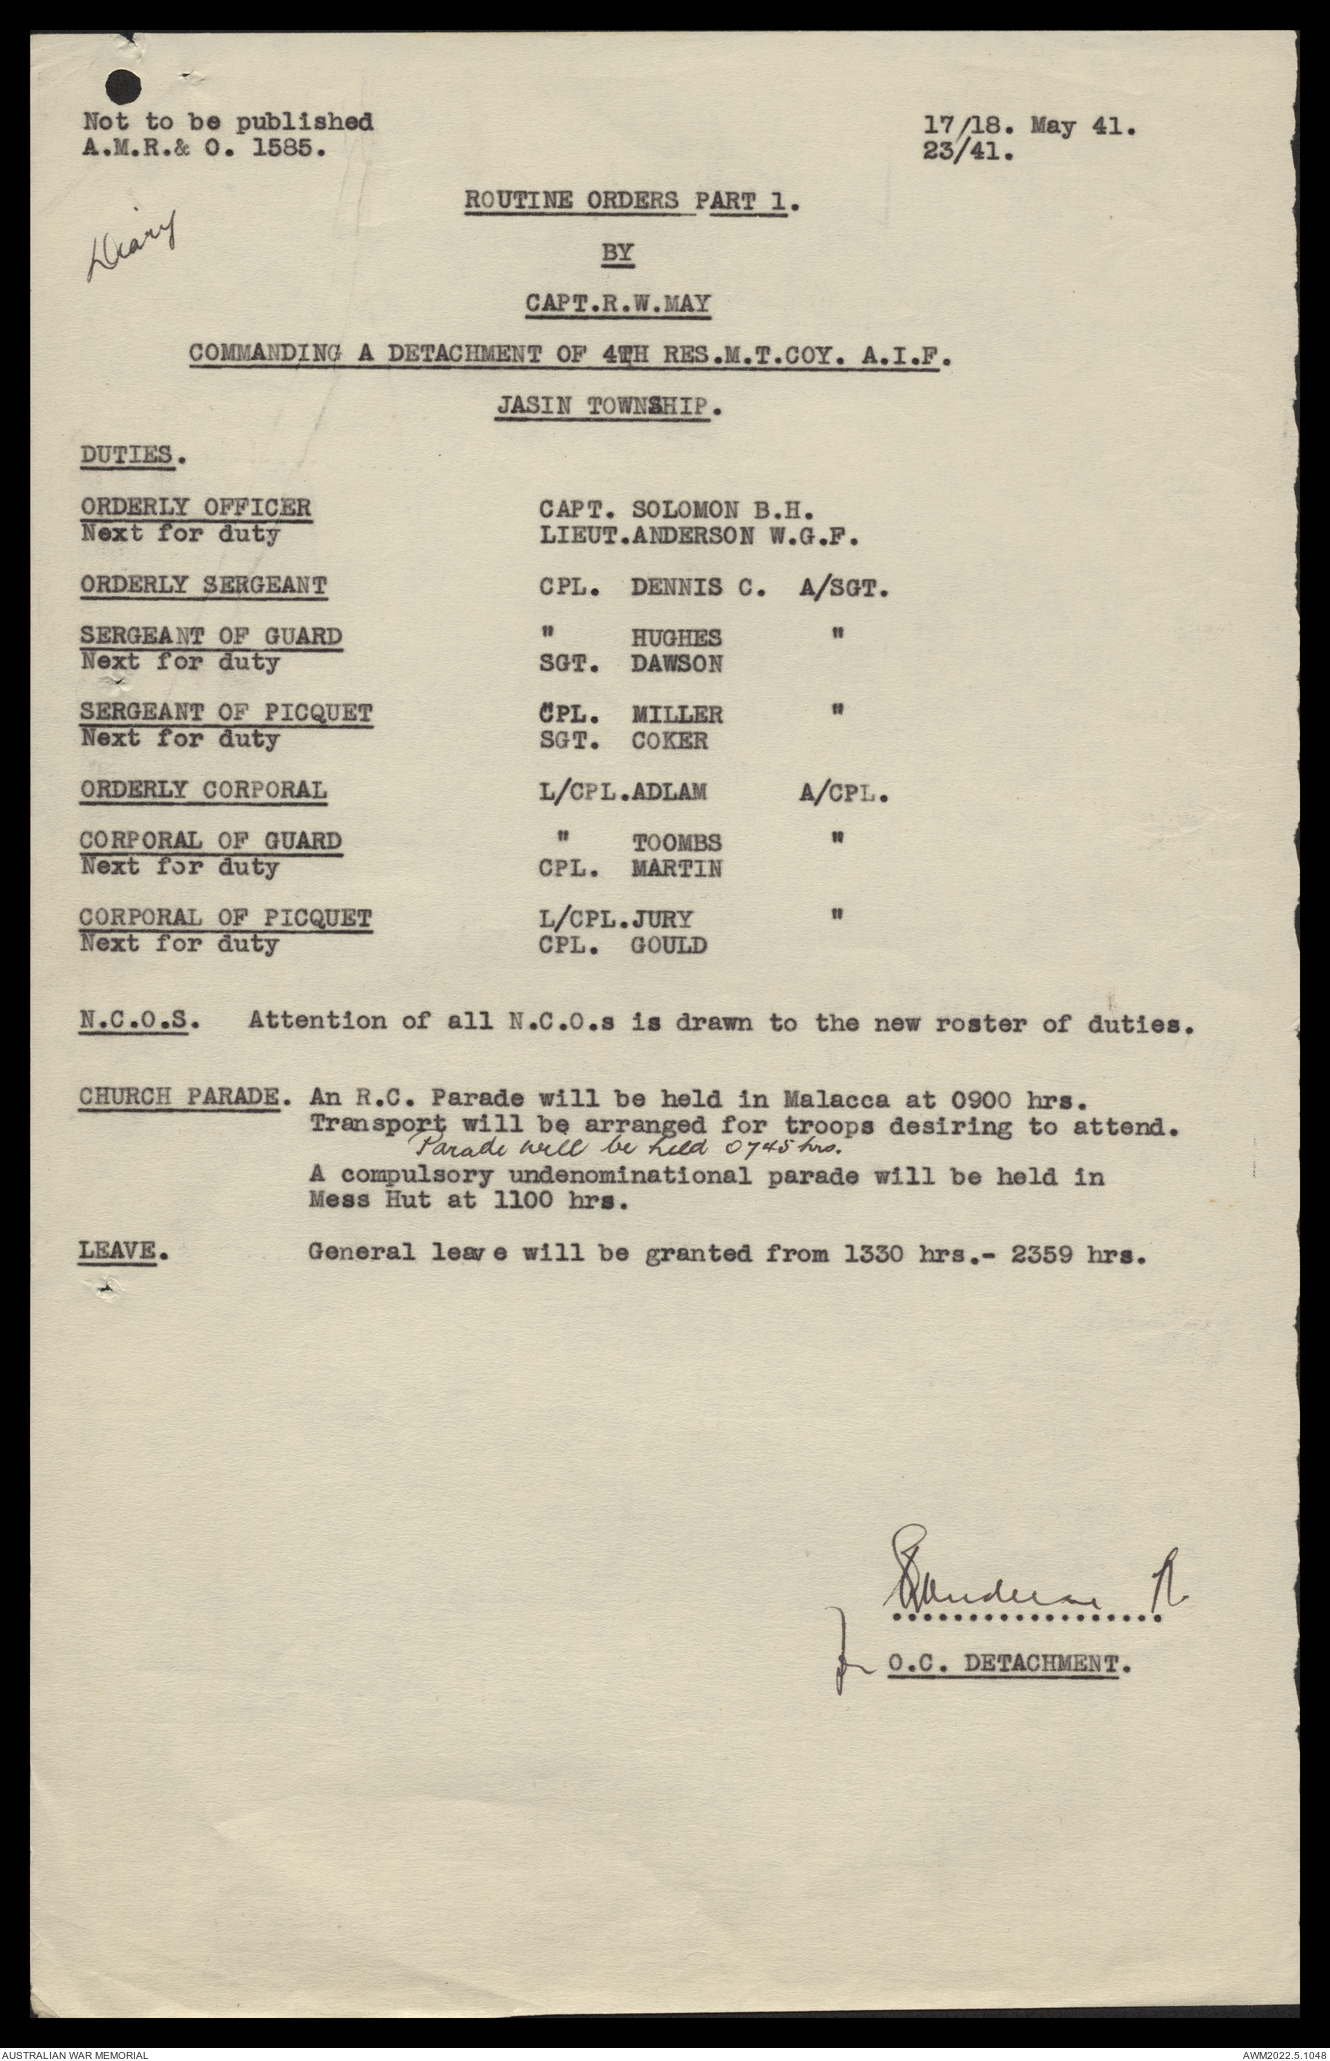 Not to be published
A.M.R.& O. 1585.
17/18. May 41.
23/41.
Diary
ROUTINE ORDERS PART 1.
BY
CAPT.R.W.MAY
COMMANDING A DETACHMENT OF 4TH RES.M.T.COY. A.I.F.
JASIN TOWNSHIP.
DUTIES.
ORDERLY OFFICER CAPT. SOLOMON B.H.
Next for duty LIEUT.ANDERSON W.G.F.
ORDERLY SERGEANT CPL. DENNIS C. A/SGT.
SERGEANT OF GUARD " HUGHES "
Next for duty SGT. DAWSON
SERGEANT OF PICQUET CPL. MILLER "
Next for duty SGT. COKER
ORDERLY CORPORAL L/CPL.ADLAM A/CPL.
CORPORAL OF GUARD " TOOMBS "
Next for duty CPL. MARTIN
CORPORAL OF PICQUET L/CPL.JURY "
Next for duty CPL. GOULD
N.C.O.S. Attention of all N.C.O.s is drawn to the new roster of duties.
CHURCH PARADE. An R.C. Parade will be held in Malacca at 0900 hrs.
Transport will be arranged for troops desiring to attend.
Parade will be held 0745 hrs.
A compulsory undenominational parade will be held in
Mess Hut at 1100 hrs.
LEAVE. General leave will be granted from 1330 hrs.- 2359 hrs.
..................
for O.C. DETACHMENT.
AUSTRALIAN WAR MEMORIAL
AWM2022.5.1048